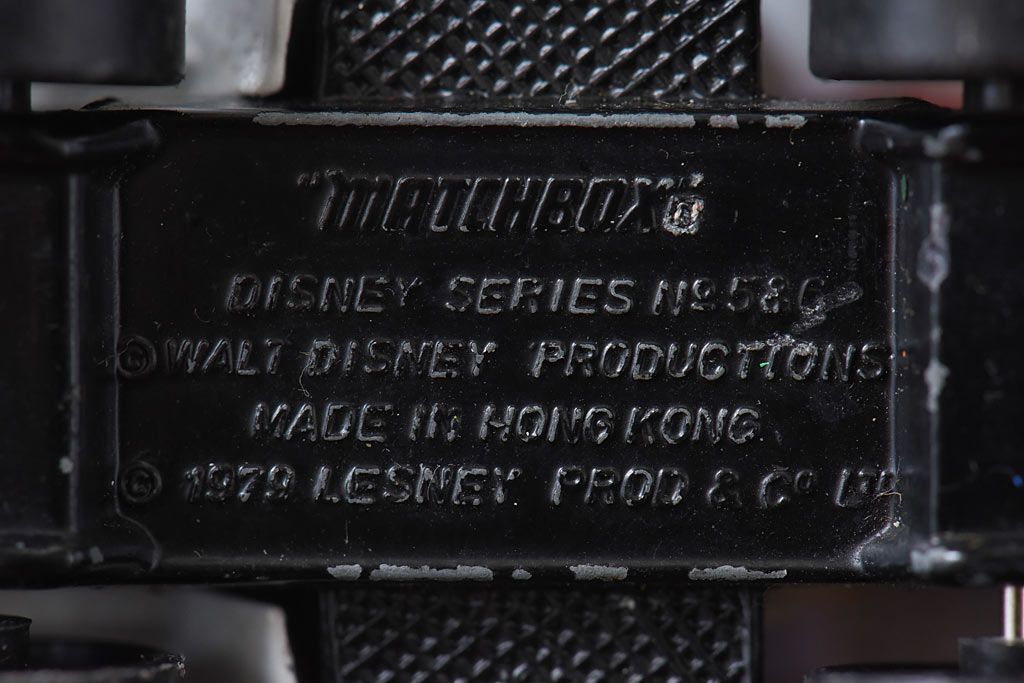 "MATCHBOX"®
DISNEY SERIES Nº 5&6
© WALT DISNEY PRODUCTIONS
MADE IN HONG KONG
© 1979 LESNEY PROD & Cº LTD